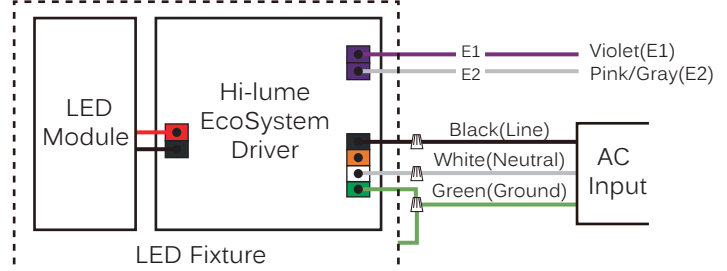 E1
Violet(E1)
E2
Pink/Gray(E2)
LED
Module
Hi-lume
EcoSystem
Driver
Black(Line)
White(Neutral)
Green(Ground)
AC
Input
LED Fixture